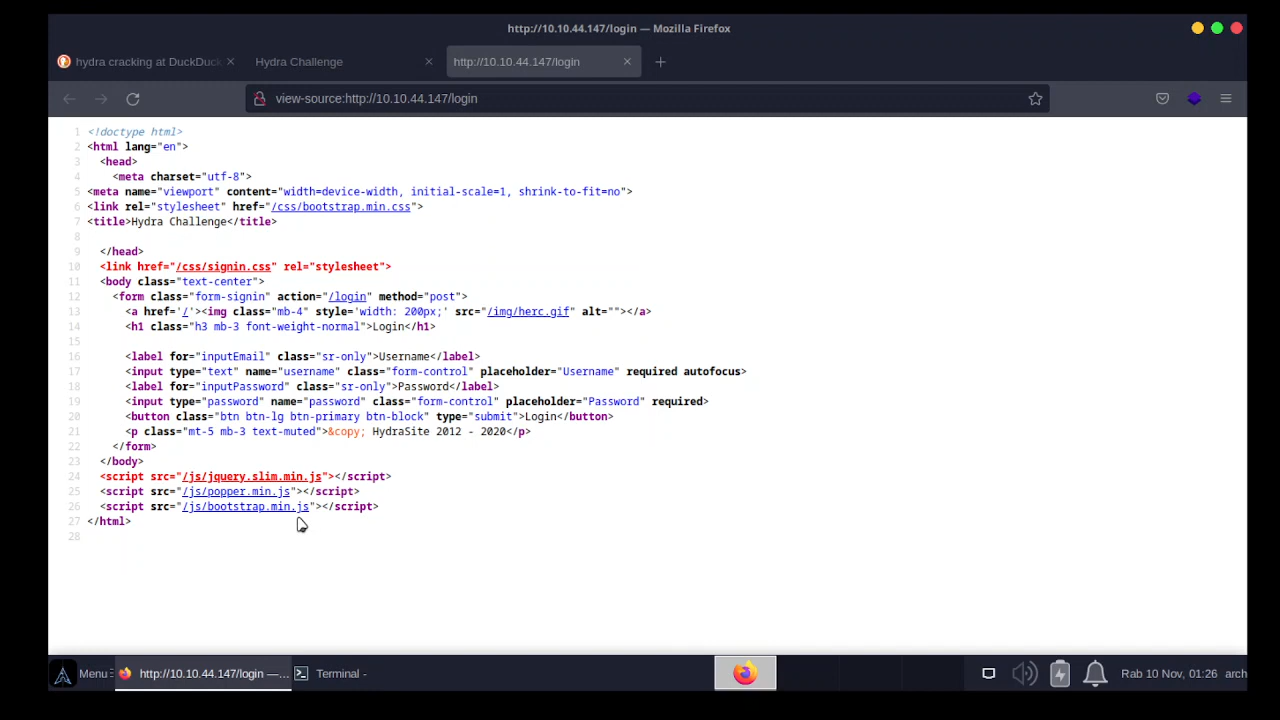 http://10.10.44.147/login — Mozilla Firefox
hydra cracking at DuckDuck
Hydra Challenge
http://10.10.44.147/login
view-source:http://10.10.44.147/login
1 <!doctype html>
2 <html lang="en">
3 <head>
4 <meta charset="utf-8">
5 <meta name="viewport" content="width=device-width, initial-scale=1, shrink-to-fit=no">
6 <link rel="stylesheet" href="/css/bootstrap.min.css">
7 <title>Hydra Challenge</title>
8
9 </head>
10 <link href="/css/signin.css" rel="stylesheet">
11 <body class="text-center">
12 <form class="form-signin" action="/login" method="post">
13 <a href='/'><img class="mb-4" style='width: 200px;' src="/img/herc.gif" alt=""></a>
14 <h1 class="h3 mb-3 font-weight-normal">Login</h1>
15
16 <label for="inputEmail" class="sr-only">Username</label>
17 <input type="text" name="username" class="form-control" placeholder="Username" required autofocus>
18 <label for="inputPassword" class="sr-only">Password</label>
19 <input type="password" name="password" class="form-control" placeholder="Password" required>
20 <button class="btn btn-lg btn-primary btn-block" type="submit">Login</button>
21 <p class="mt-5 mb-3 text-muted">&copy; HydraSite 2012 - 2020</p>
22 </form>
23 </body>
24 <script src="/js/jquery.slim.min.js"></script>
25 <script src="/js/popper.min.js"></script>
26 <script src="/js/bootstrap.min.js"></script>
27 </html>
28
Menu
http://10.10.44.147/login —...
Terminal -
Rab 10 Nov, 01:26
arch